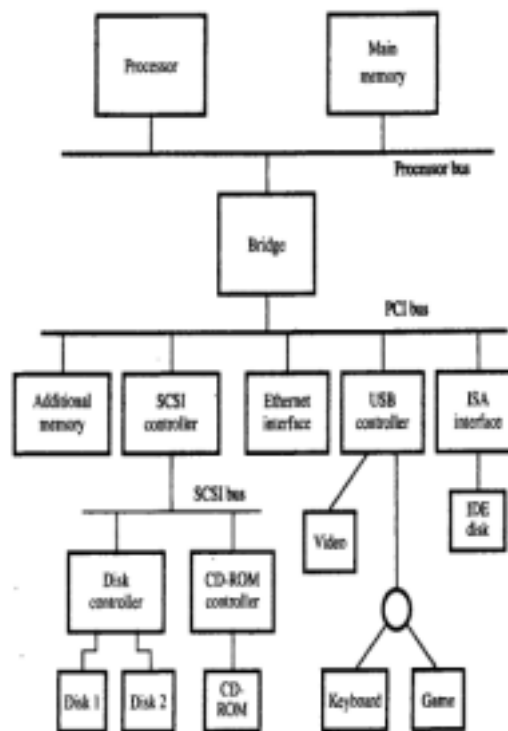 Processor
Main
memory
Processor bus
Bridge
PCI bus
Additional
memory
SCSI
controller
Ethernet
interface
USB
controller
ISA
interface
SCSI bus
Video
IDE
disk
Disk
controller
CD-ROM
controller
Disk 1
Disk 2
CD-
ROM
Keyboard
Game